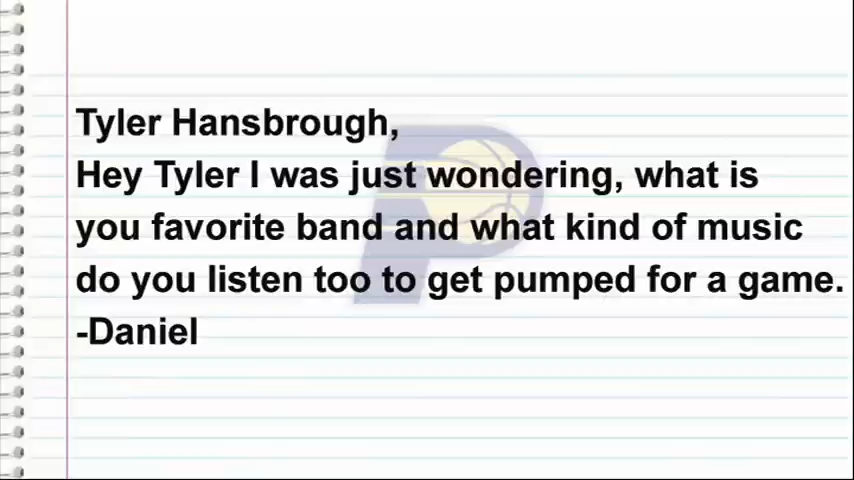 Tyler Hansbrough,
Hey Tyler I was just wondering, what is
you favorite band and what kind of music
do you listen too to get pumped for a game.
-Daniel